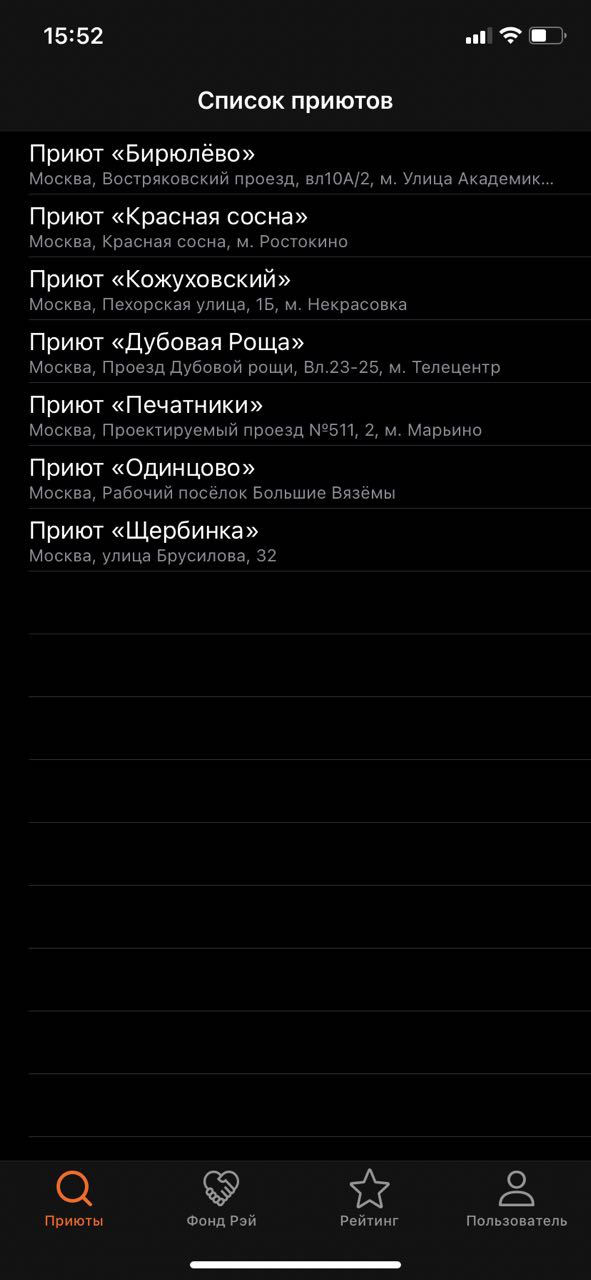 15:52
Список приютов
Приют «Бирюлёво»
Москва, Востряковский проезд, вл10А/2, м. Улица Академик...
Приют «Красная сосна»
Москва, Красная сосна, м. Ростокино
Приют «Кожуховский»
Москва, Пехорская улица, 1Б, м. Некрасовка
Приют «Дубовая Роща»
Москва, Проезд Дубовой рощи, Вл.23-25, м. Телецентр
Приют «Печатники»
Москва, Проектируемый проезд №511, 2, м. Марьино
Приют «Одинцово»
Москва, Рабочий посёлок Большие Вязёмы
Приют «Щербинка»
Москва, улица Брусилова, 32
Приюты Фонд Рэй Рейтинг Пользователь